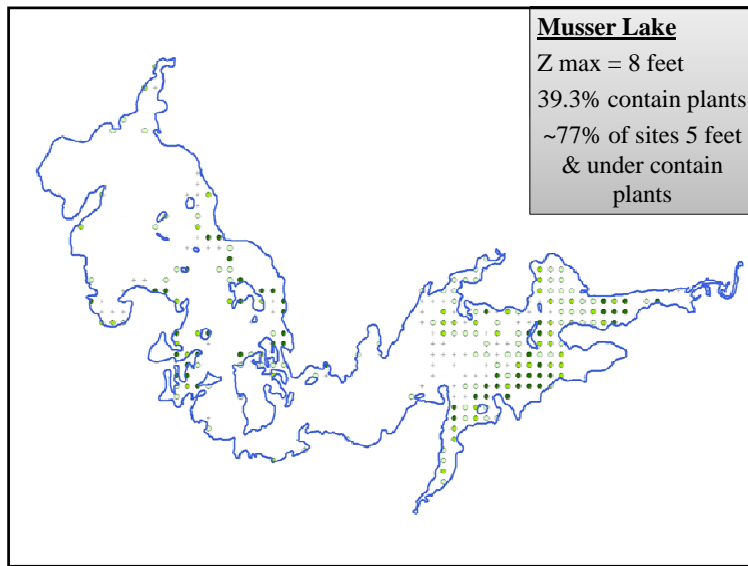 Musser Lake
Z max = 8 feet
39.3% contain plants
~77% of sites 5 feet
& under contain
plants